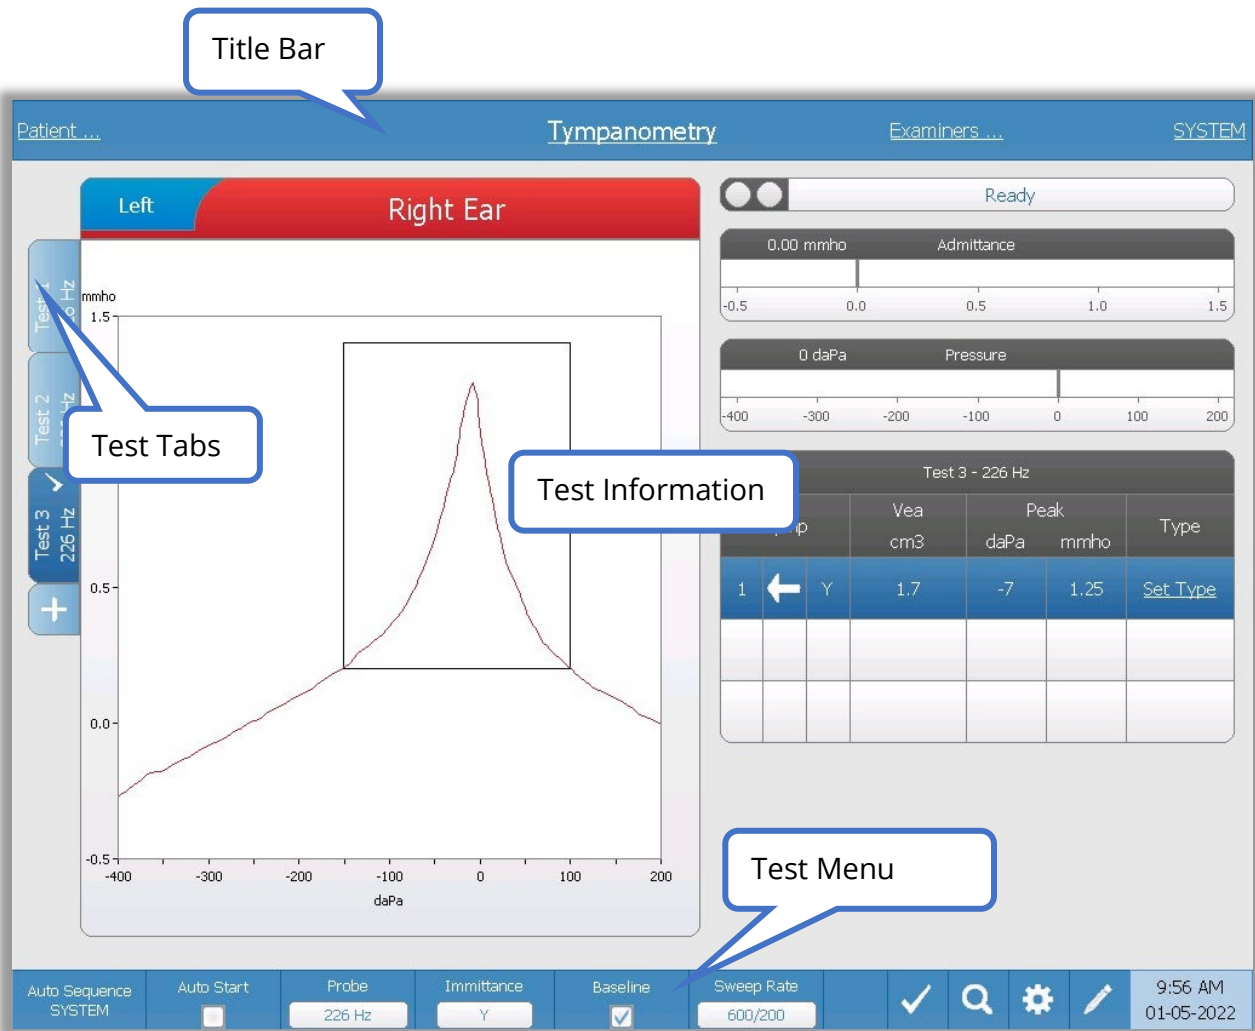 Title Bar
Patient ...
Tympanometry
Examiners ...
SYSTEM
Left
Right Ear
Ready
0.00 mmho
Admittance
-0.5
0.0
0.5
1.0
1.5
0 daPa
Pressure
-400
-300
-200
-100
0
100
200
Test 1
Hz
Test 2
Hz
Test 3
226 Hz
Test Tabs
mmho
1.5
0.5
0.0
-0.5
-400
-300
-200
-100
0
100
200
daPa
Test Information
Test 3 - 226 Hz
Vea
Peak
Type
cm3
daPa
mmho
1
Y
1.7
-7
1.25
Set Type
Test Menu
Auto Sequence
SYSTEM
Auto Start
Probe
226 Hz
Immittance
Y
Baseline
Sweep Rate
600/200
9:56 AM
01-05-2022